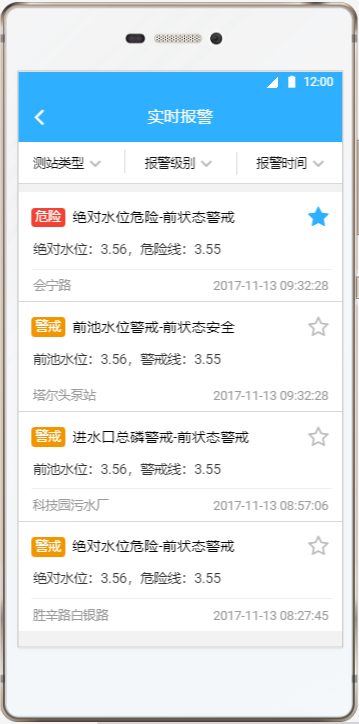 12:00
实时报警
测站类型 报警级别 报警时间
危险 绝对水位危险-前状态警戒
绝对水位：3.56，危险线：3.55
会宁路 2017-11-13 09:32:28
警戒 前池水位警戒-前状态安全
前池水位：3.56，警戒线：3.55
塔尔头泵站 2017-11-13 09:32:28
警戒 进水口总磷警戒-前状态警戒
前池水位：3.56，警戒线：3.55
科技园污水厂 2017-11-13 08:57:06
警戒 绝对水位危险-前状态警戒
绝对水位：3.56，危险线：3.55
胜辛路白银路 2017-11-13 08:27:45